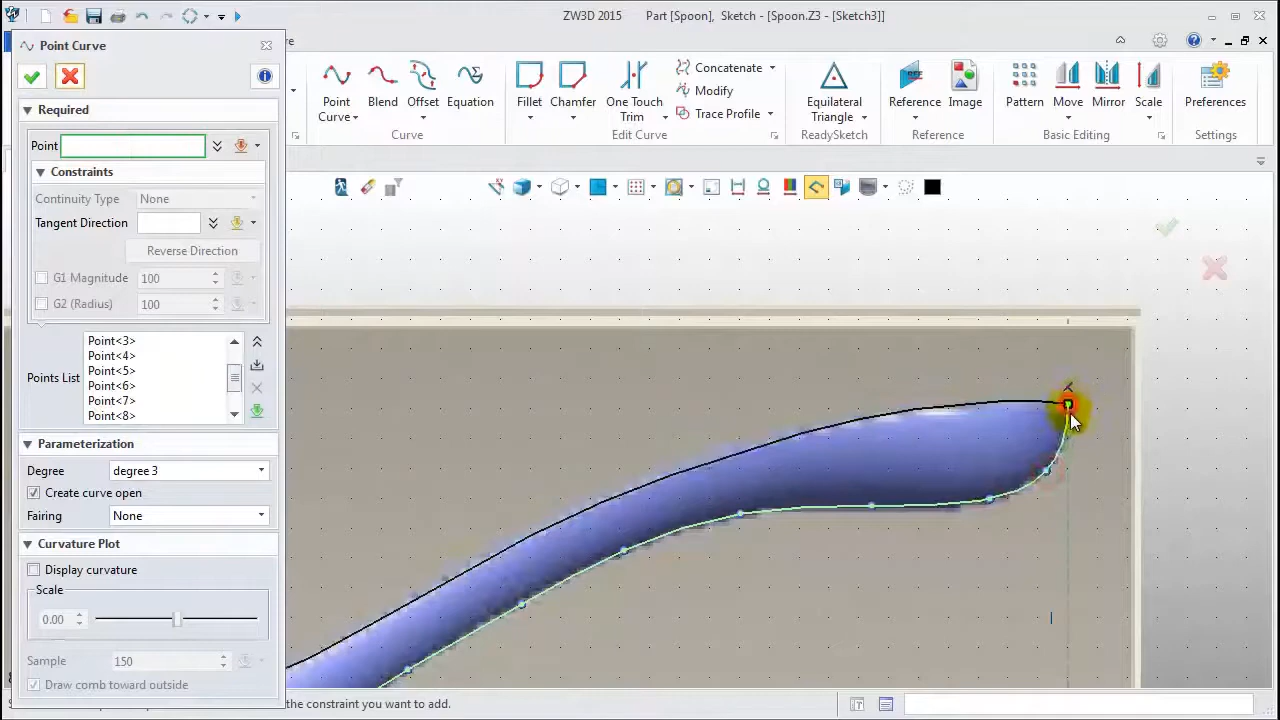 ZW3D 2015 Part [Spoon], Sketch - [Spoon.Z3 - [Sketch3]]
Point Curve
Required
Point
Constraints
Continuity Type None
Tangent Direction
Reverse Direction
G1 Magnitude 100
G2 (Radius) 100
Points List
Point<3>
Point<4>
Point<5>
Point<6>
Point<7>
Point<8>
Parameterization
Degree degree 3
Create curve open
Fairing None
Curvature Plot
Display curvature
Scale
0.00
Sample 150
Draw comb toward outside
Point Curve
Blend
Offset
Equation
Curve
Fillet
Chamfer
One Touch Trim
Concatenate
Modify
Trace Profile
Edit Curve
Equilateral Triangle
ReadySketch
Reference
Image
Reference
Pattern
Move
Mirror
Scale
Basic Editing
Preferences
Settings
the constraint you want to add.